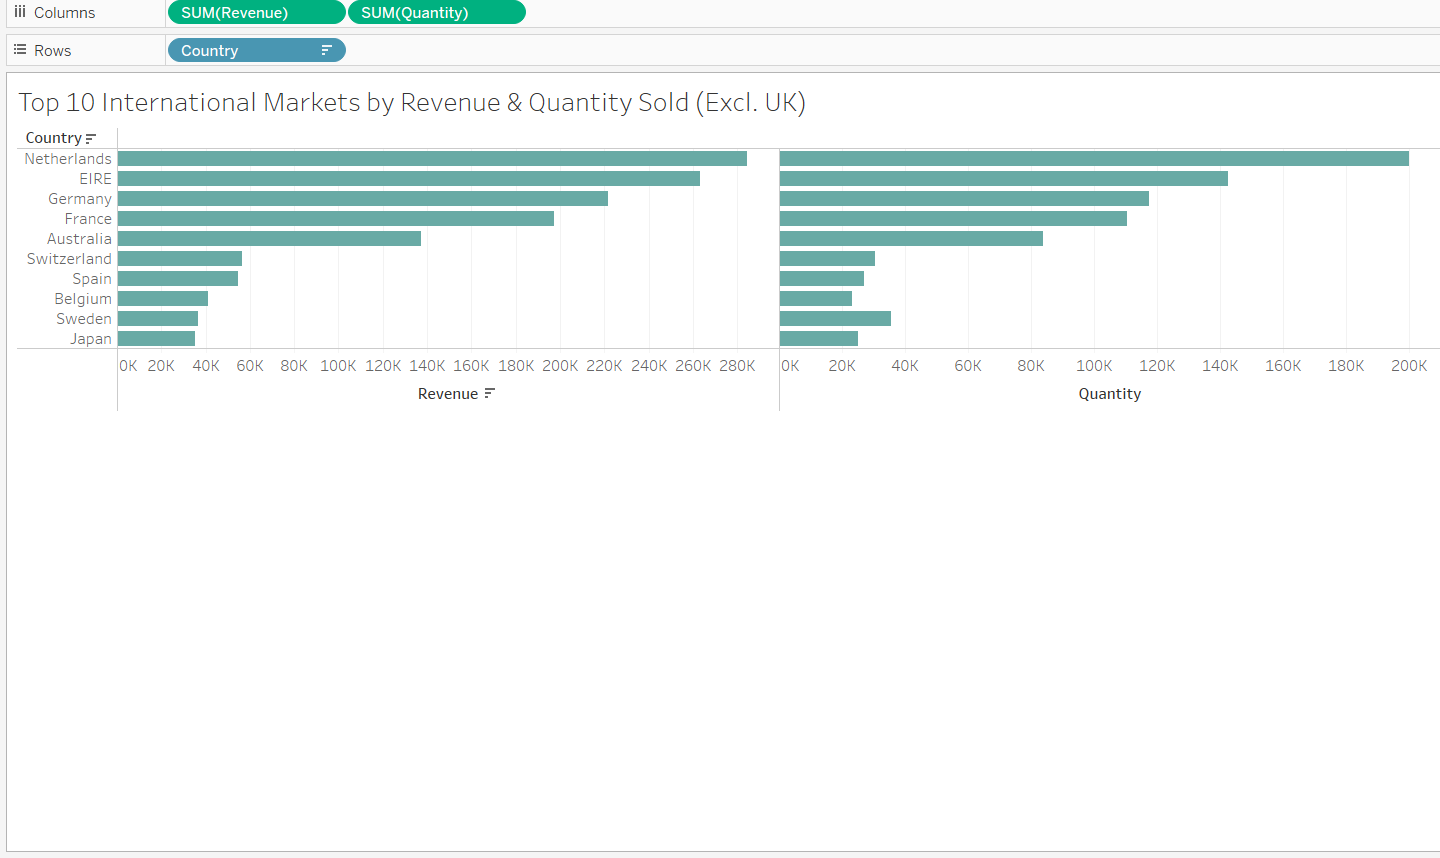 Columns SUM(Revenue) SUM(Quantity)
Rows Country
Top 10 International Markets by Revenue & Quantity Sold (Excl. UK)
Country
Netherlands
EIRE
Germany
France
Australia
Switzerland
Spain
Belgium
Sweden
Japan
0K 20K 40K 60K 80K 100K 120K 140K 160K 180K 200K 220K 240K 260K 280K 0K 20K 40K 60K 80K 100K 120K 140K 160K 180K 200K
Revenue Quantity